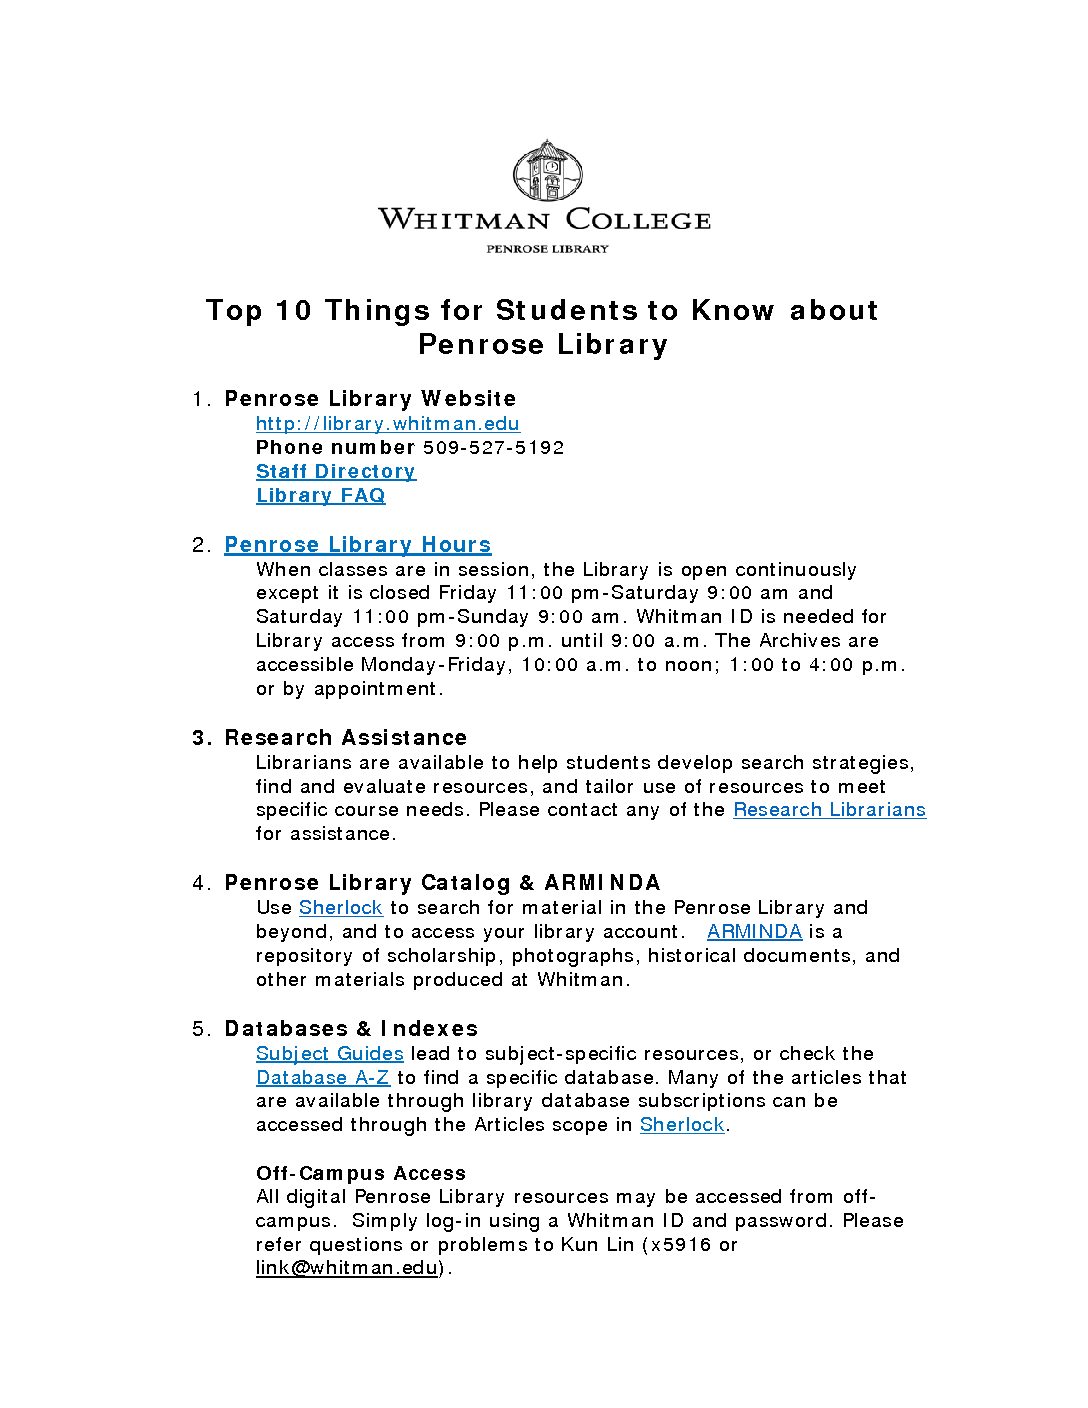 WHITMAN COLLEGE
PENROSE LIBRARY
Top 10 Things for Students to Know about
Penrose Library
1. Penrose Library Website
http://library.whitman.edu
Phone number 509-527-5192
Staff Directory
Library FAQ
2. Penrose Library Hours
When classes are in session, the Library is open continuously
except it is closed Friday 11:00 pm-Saturday 9:00 am and
Saturday 11:00 pm-Sunday 9:00 am. Whitman ID is needed for
Library access from 9:00 p.m. until 9:00 a.m. The Archives are
accessible Monday-Friday, 10:00 a.m. to noon; 1:00 to 4:00 p.m.
or by appointment.
3. Research Assistance
Librarians are available to help students develop search strategies,
find and evaluate resources, and tailor use of resources to meet
specific course needs. Please contact any of the Research Librarians
for assistance.
4. Penrose Library Catalog & ARMINDA
Use Sherlock to search for material in the Penrose Library and
beyond, and to access your library account. ARMINDA is a
repository of scholarship, photographs, historical documents, and
other materials produced at Whitman.
5. Databases & Indexes
Subject Guides lead to subject-specific resources, or check the
Database A-Z to find a specific database. Many of the articles that
are available through library database subscriptions can be
accessed through the Articles scope in Sherlock.
Off-Campus Access
All digital Penrose Library resources may be accessed from off-
campus. Simply log-in using a Whitman ID and password. Please
refer questions or problems to Kun Lin (x5916 or
link@whitman.edu).